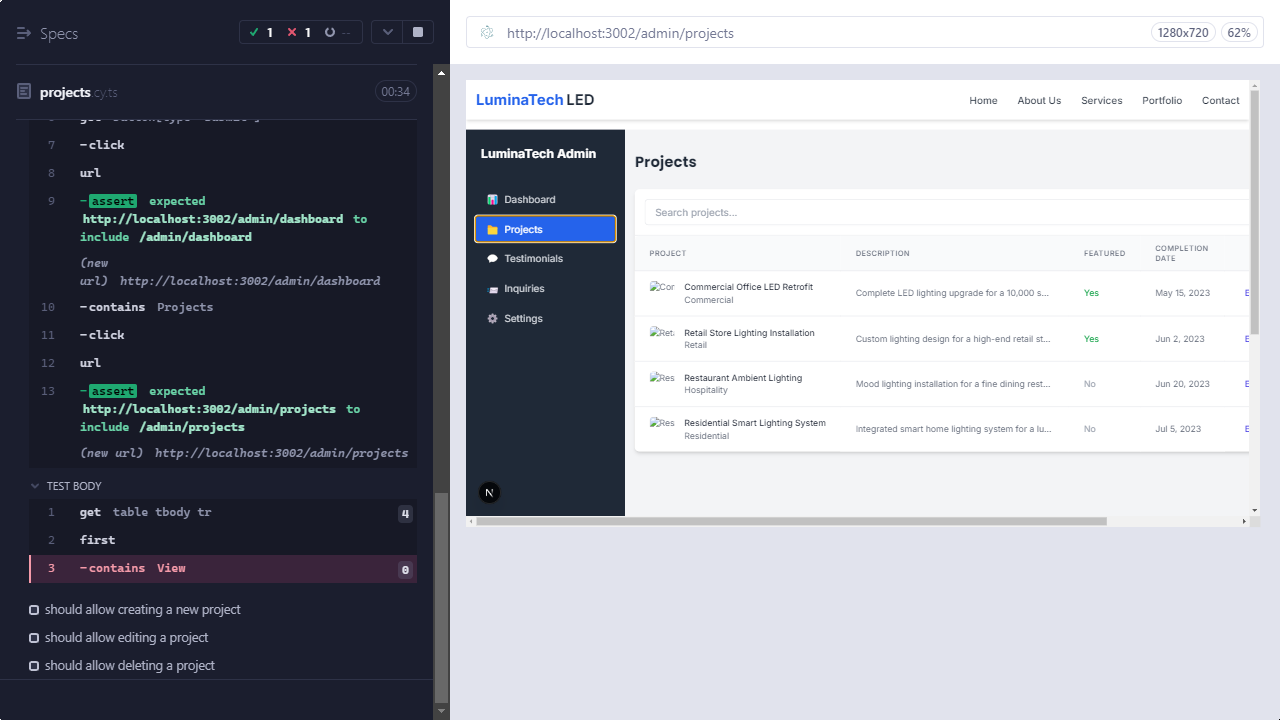 Specs
1
1
--
http://localhost:3002/admin/projects
1280x720
62%
projects.cy.ts
00:34
7 -click
8 url
9 -assert expected
http://localhost:3002/admin/dashboard to
include /admin/dashboard
(new
url) http://localhost:3002/admin/dashboard
10 -contains Projects
11 -click
12 url
13 -assert expected
http://localhost:3002/admin/projects to
include /admin/projects
(new url) http://localhost:3002/admin/projects
TEST BODY
1 get table tbody tr 4
2 first
3 -contains View 0
should allow creating a new project
should allow editing a project
should allow deleting a project
LuminaTech LED
Home About Us Services Portfolio Contact
LuminaTech Admin
Dashboard
Projects
Testimonials
Inquiries
Settings
N
Projects
Search projects...
PROJECT DESCRIPTION FEATURED COMPLETION
DATE
Cor Commercial Office LED Retrofit
Commercial
Complete LED lighting upgrade for a 10,000 s... Yes May 15, 2023 E
Reta Retail Store Lighting Installation
Retail
Custom lighting design for a high-end retail st... Yes Jun 2, 2023 E
Res Restaurant Ambient Lighting
Hospitality
Mood lighting installation for a fine dining rest... No Jun 20, 2023 E
Res Residential Smart Lighting System
Residential
Integrated smart home lighting system for a lu... No Jul 5, 2023 E